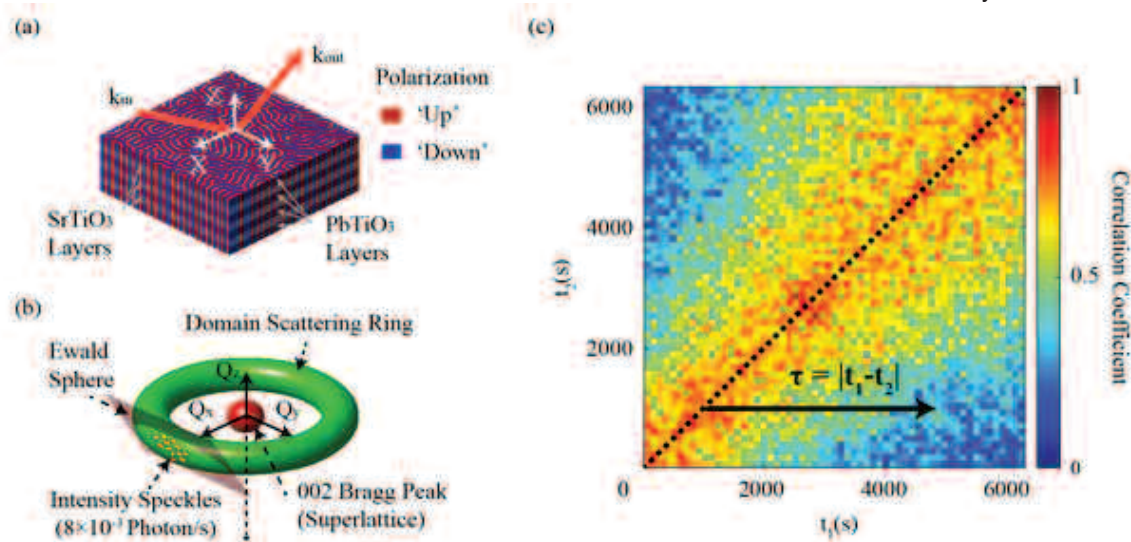 (a)
kout
kin
Z
X
Y
Polarization
'Up'
'Down'
SrTiO3
Layers
PbTiO3
Layers
(b)
Domain Scattering Ring
Ewald
Sphere
Qz
Qx
Qy
Intensity Speckles
(8×10⁻³ Photon/s)
002 Bragg Peak
(Superlattice)
(c)
6000
4000
2000
t2(s)
τ = |t1-t2|
0
2000
4000
6000
t1(s)
1
0.5
0
Correlation Coefficient